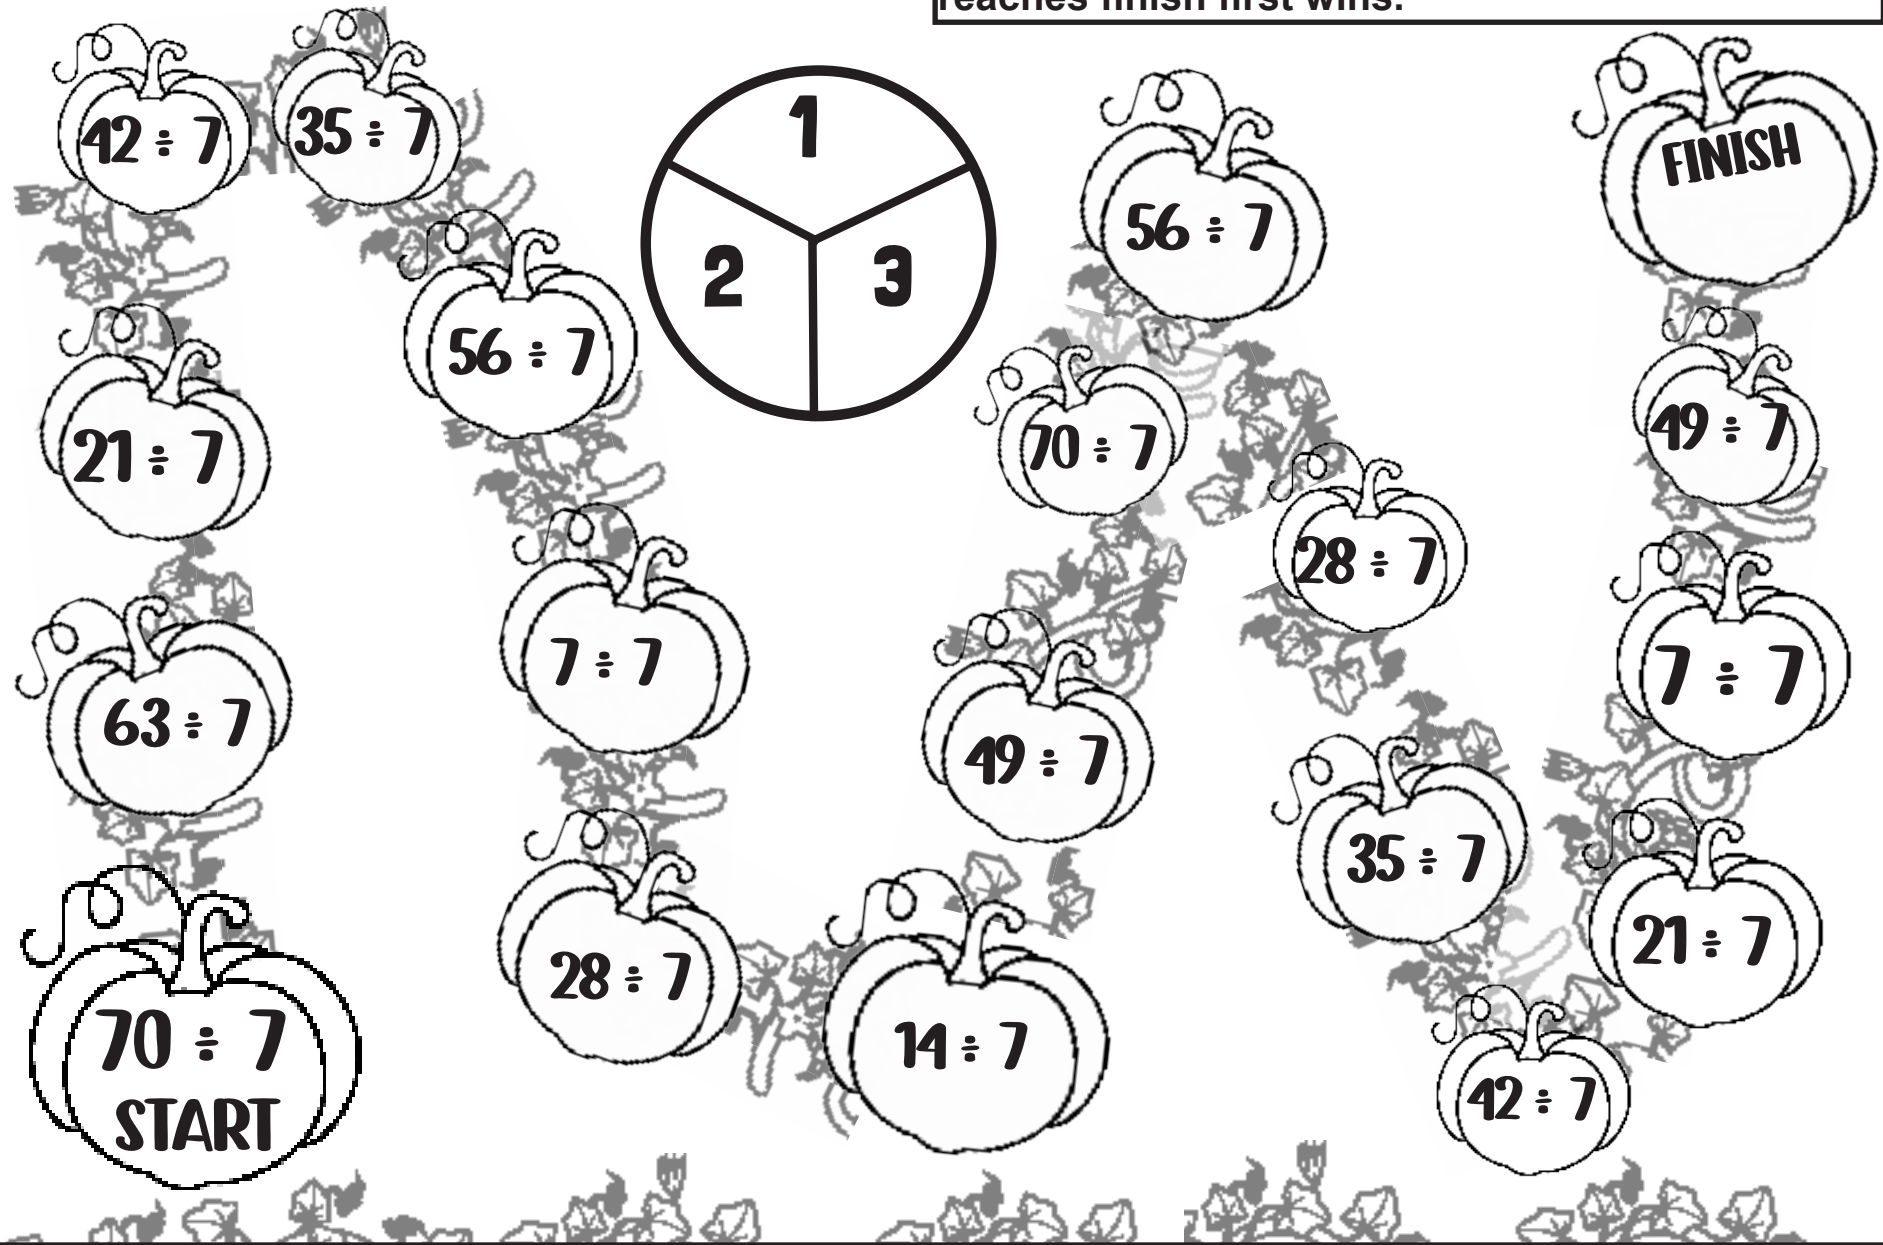 reaches finish first wins.
42 ÷ 7
35 ÷ 7
56 ÷ 7
21 ÷ 7
63 ÷ 7
70 ÷ 7
START
7 ÷ 7
28 ÷ 7
1
2
3
14 ÷ 7
49 ÷ 7
70 ÷ 7
56 ÷ 7
28 ÷ 7
35 ÷ 7
42 ÷ 7
21 ÷ 7
7 ÷ 7
49 ÷ 7
FINISH